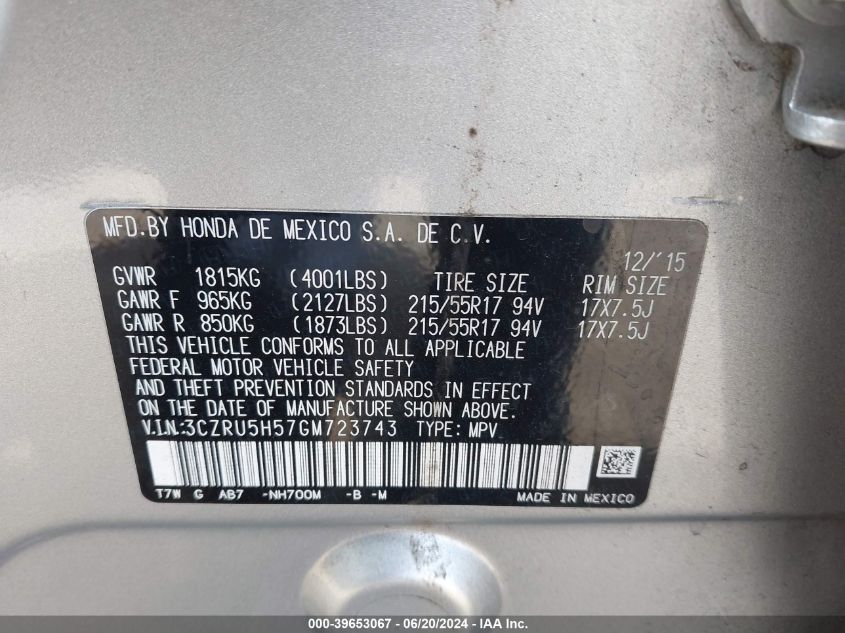 MFD.BY HONDA DE MEXICO S.A. DE C.V.
12/'15
GVWR 1815KG (4001LBS) TIRE SIZE RIM SIZE
GAWR F 965KG (2127LBS) 215/55R17 94V 17X7.5J
GAWR R 850KG (1873LBS) 215/55R17 94V 17X7.5J
THIS VEHICLE CONFORMS TO ALL APPLICABLE
FEDERAL MOTOR VEHICLE SAFETY
AND THEFT PREVENTION STANDARDS IN EFFECT
ON THE DATE OF MANUFACTURE SHOWN ABOVE.
V.I.N.:3CZRU5H57GM723743 TYPE: MPV
T7W G AB7 -NH700M -B -M MADE IN MEXICO
000-39653067 / 06/20/2024 / IAA Inc.